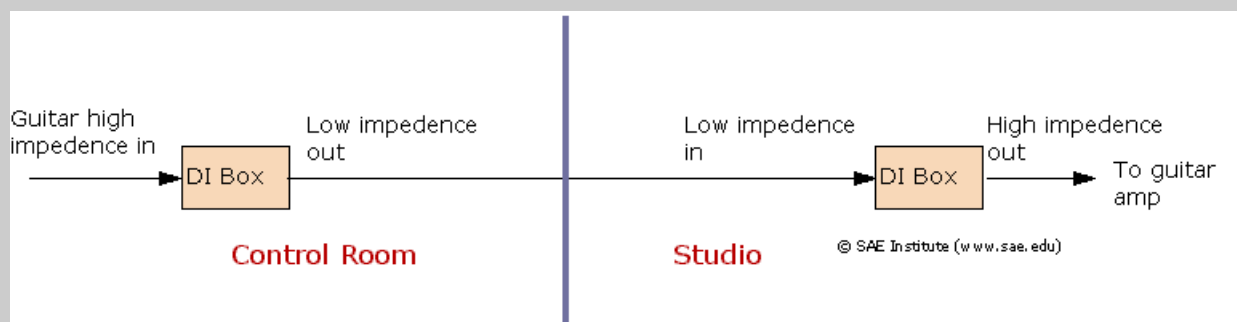 Guitar high
impedence in
DI Box
Low impedence
out
Low impedence
in
DI Box
High impedence
out
To guitar
amp
Control Room
Studio
© SAE Institute (www.sae.edu)